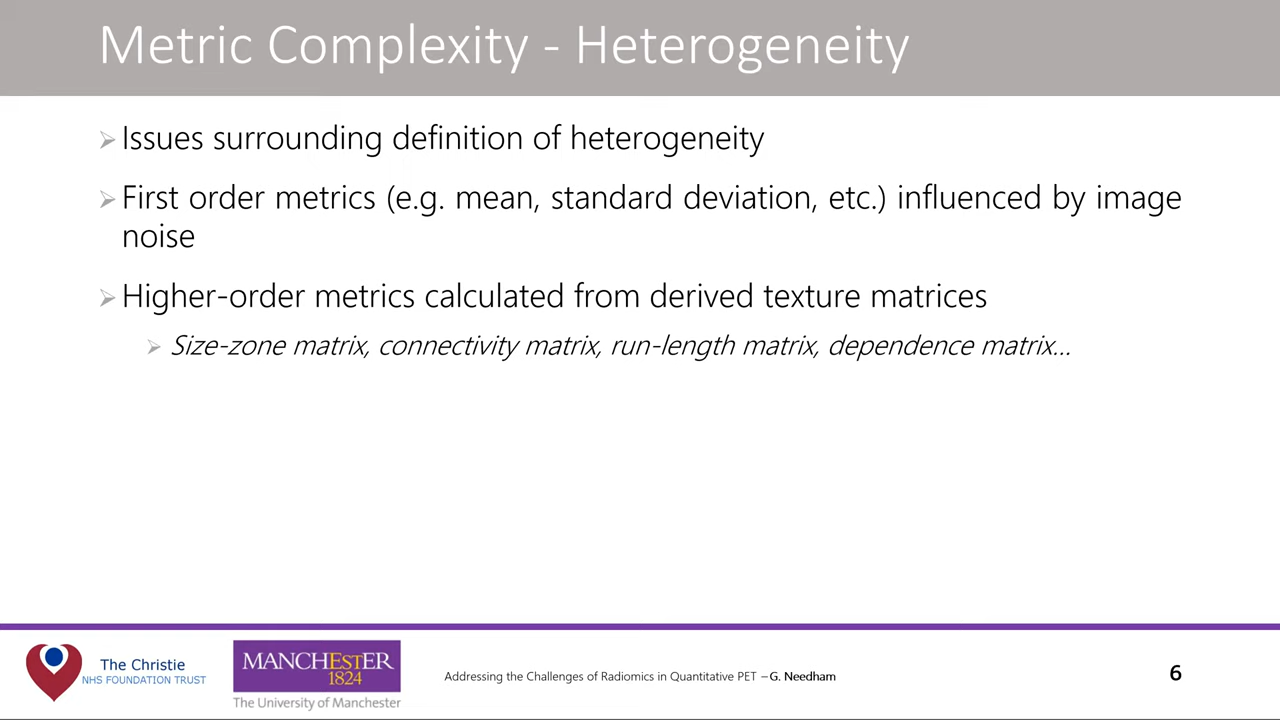 Metric Complexity - Heterogeneity
Issues surrounding definition of heterogeneity
First order metrics (e.g. mean, standard deviation, etc.) influenced by image
noise
Higher-order metrics calculated from derived texture matrices
Size-zone matrix, connectivity matrix, run-length matrix, dependence matrix...
The Christie
NHS FOUNDATION TRUST
MANCHESTER
1824
The University of Manchester
Addressing the Challenges of Radiomics in Quantitative PET – G. Needham
6